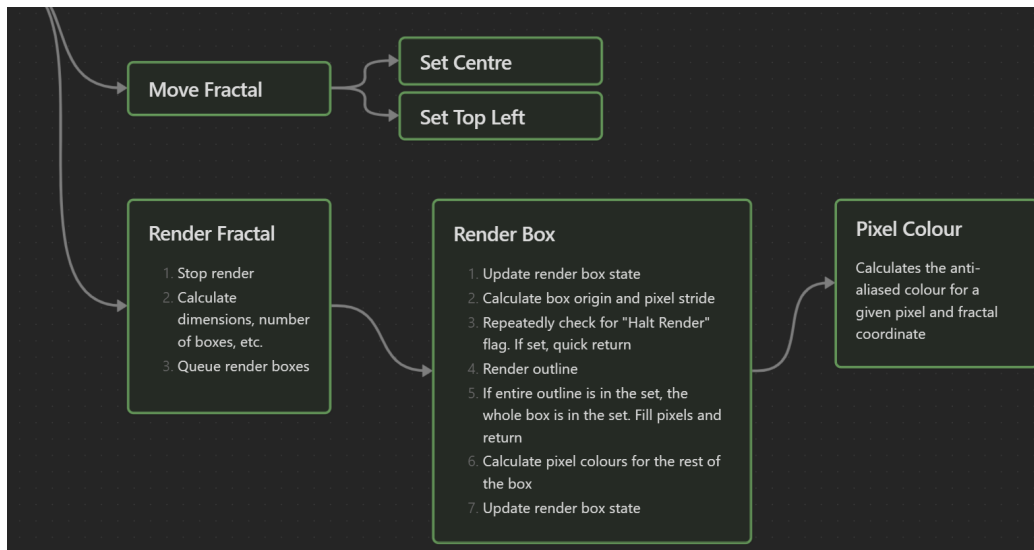 Set Centre
Move Fractal
Set Top Left
Render Fractal
1. Stop render
2. Calculate
dimensions, number
of boxes, etc.
3. Queue render boxes
Render Box
1. Update render box state
2. Calculate box origin and pixel stride
3. Repeatedly check for "Halt Render"
flag. If set, quick return
4. Render outline
5. If entire outline is in the set, the
whole box is in the set. Fill pixels and
return
6. Calculate pixel colours for the rest of
the box
7. Update render box state
Pixel Colour
Calculates the anti-
aliased colour for a
given pixel and fractal
coordinate